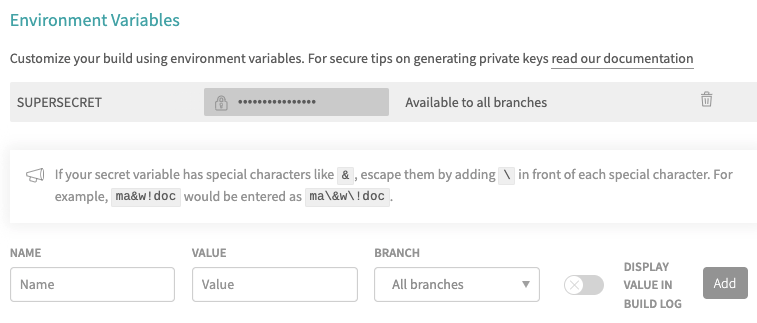 Environment Variables
Customize your build using environment variables. For secure tips on generating private keys read our documentation
SUPERSECRET •••••••••••••••• Available to all branches
If your secret variable has special characters like & , escape them by adding \ in front of each special character. For
example, ma&w!doc would be entered as ma\&w\!doc .
NAME VALUE BRANCH
Name Value All branches
DISPLAY
VALUE IN
BUILD LOG
Add